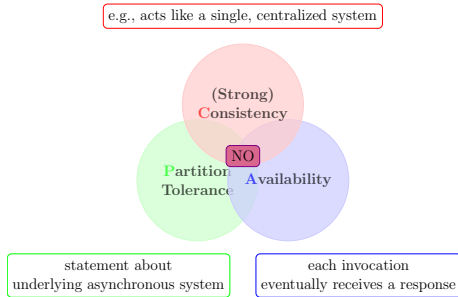 e.g., acts like a single, centralized system
(Strong)
Consistency
NO
Partition
Tolerance
Availability
statement about
underlying asynchronous system
each invocation
eventually receives a response